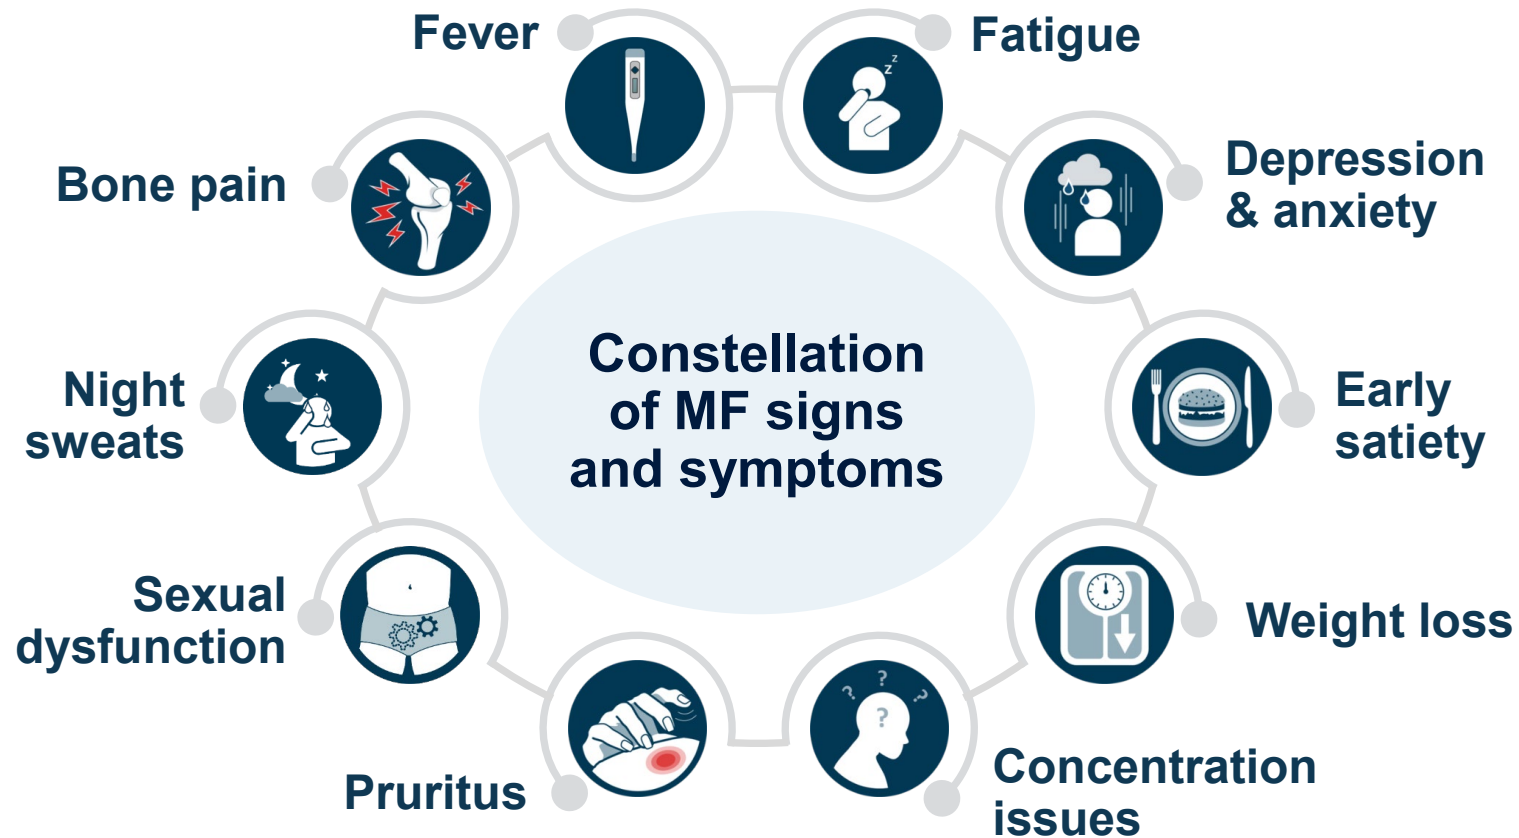 Fever
Fatigue
Bone pain
Depression
& anxiety
Constellation
of MF signs
and symptoms
Night
sweats
Early
satiety
Sexual
dysfunction
Weight loss
Pruritus
Concentration
issues
z
z
?
?
?
?